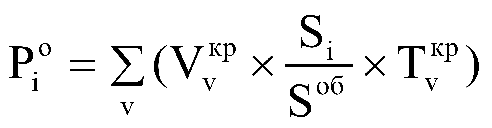 P_i^o = ∑_v (V_v^кр × S_i / S^об × T_v^кр)